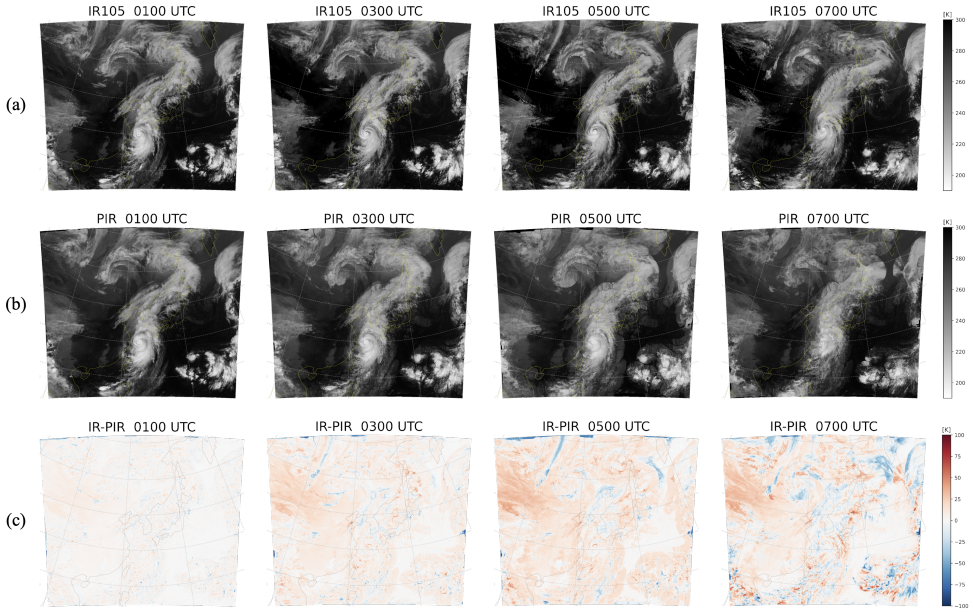 IR105 0100 UTC
IR105 0300 UTC
IR105 0500 UTC
IR105 0700 UTC
[K]
300
280
260
240
220
200
(a)
PIR 0100 UTC
PIR 0300 UTC
PIR 0500 UTC
PIR 0700 UTC
[K]
300
280
260
240
220
200
(b)
IR-PIR 0100 UTC
IR-PIR 0300 UTC
IR-PIR 0500 UTC
IR-PIR 0700 UTC
[K]
100
75
50
25
0
−25
−50
−75
−100
(c)